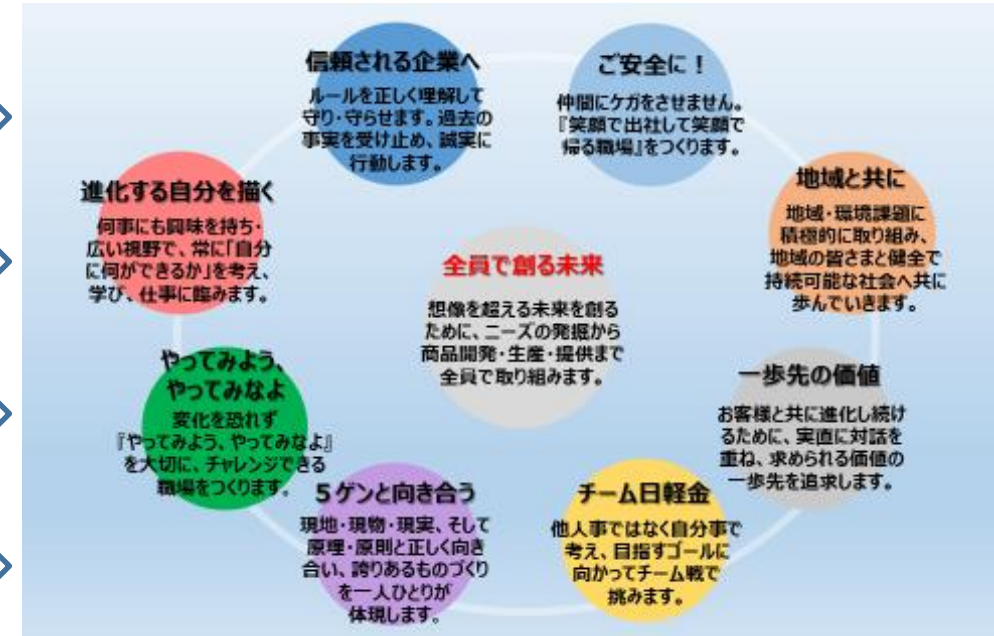 信頼される企業へ
ルールを正しく理解して
守り・守らせます。過去の
事実を受け止め、誠実に
行動します。
ご安全に！
仲間にケガをさせません。
『笑顔で出社して笑顔で
帰る職場』をつくります。
進化する自分を描く
何事にも興味を持ち・
広い視野で、常に「自分
に何ができるか」を考え、
学び、仕事に臨みます。
地域と共に
地域・環境課題に
積極的に取り組み、
地域の皆さまと健全で
持続可能な社会へ共に
歩んでいきます。
全員で創る未来
想像を超える未来を創る
ために、ニーズの発掘から
商品開発・生産・提供まで
全員で取り組みます。
やってみよう、
やってみなよ
変化を恐れず
『やってみよう、やってみなよ』
を大切に、チャレンジできる
職場をつくります。
一歩先の価値
お客様と共に進化し続け
るために、実直に対話を
重ね、求められる価値の
一歩先を追求します。
５ゲンと向き合う
現地・現物・現実、そして
原理・原則と正しく向き
合い、誇りあるものづくり
を一人ひとりが
体現します。
チーム日軽金
他人事ではなく自分事で
考え、目指すゴールに
向かってチーム戦で
挑みます。